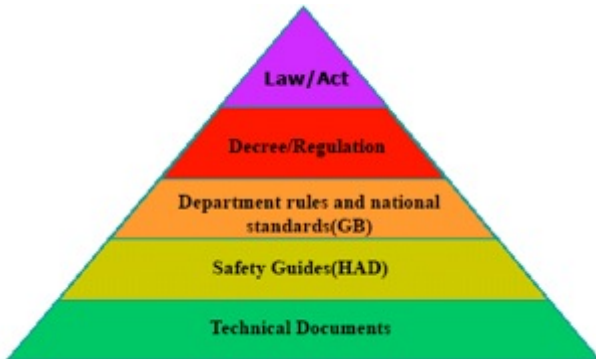 Law/Act
Decree/Regulation
Department rules and national
standards(GB)
Safety Guides(HAD)
Technical Documents